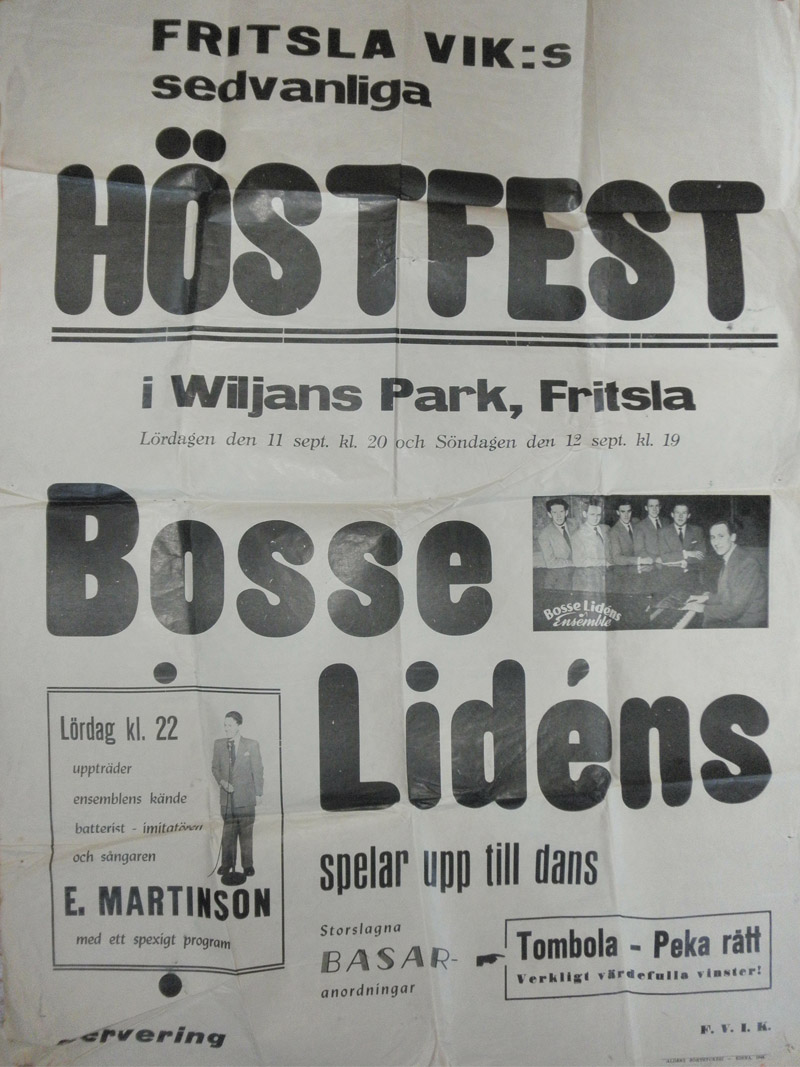 FRITSLA VIK:s
sedvanliga
HÖSTFEST
i Wiljans Park, Fritsla
Lördagen den 11 sept. kl. 20 och Söndagen den 12 sept. kl. 19
Bosse
Bosse Lidéns
Ensemble
Lidéns
spelar upp till dans
Lördag kl. 22
uppträder
ensemblens kände
batterist - imitatören
och sångaren
E. MARTINSON
med ett spexigt program
Storslagna
BASAR-
anordningar
Tombola - Peka rätt
Verkligt värdefulla vinster!
Servering
F. V. I. K.